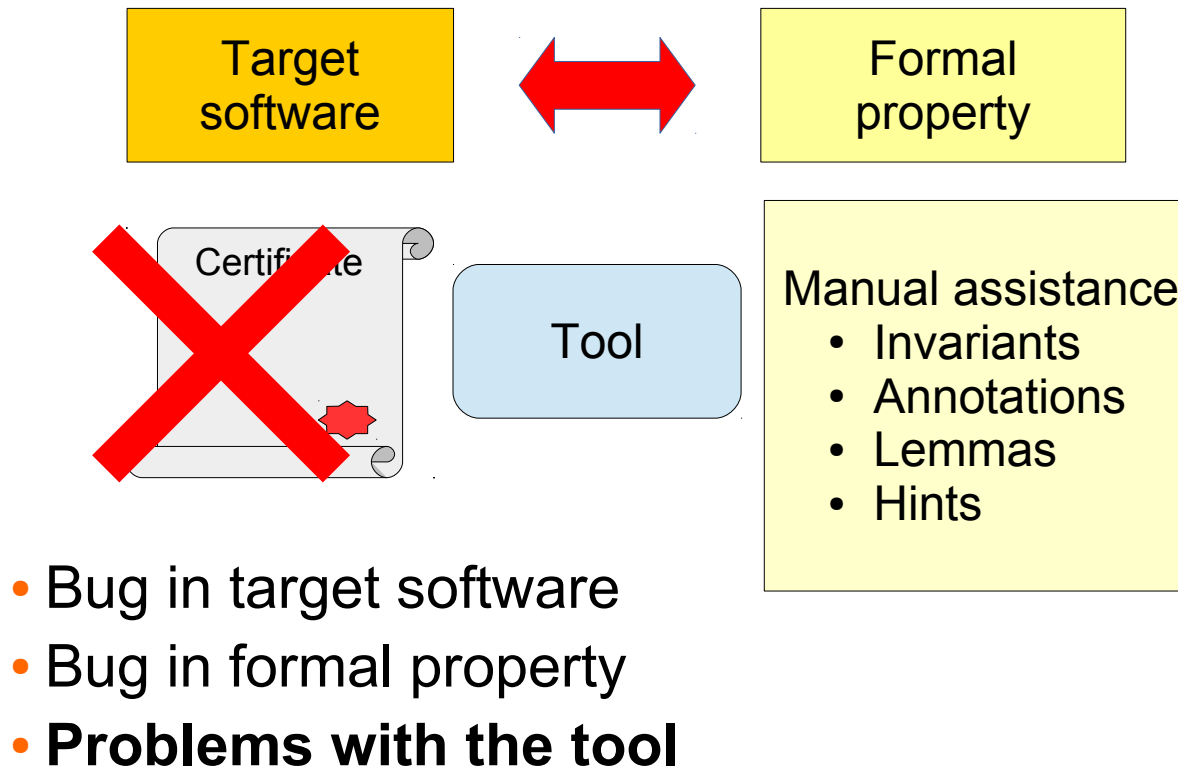 Target
software
Formal
property
Certificate
Tool
Manual assistance
• Invariants
• Annotations
• Lemmas
• Hints
• Bug in target software
• Bug in formal property
• Problems with the tool